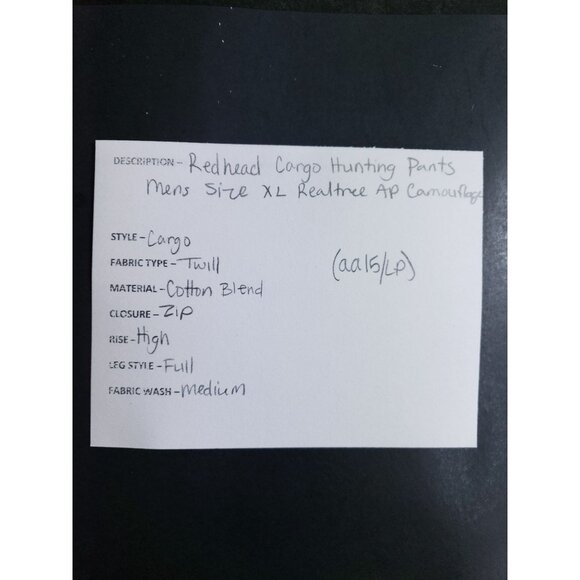 DESCRIPTION - Redhead Cargo Hunting Pants
Mens Size XL Realtree AP Camouflage
STYLE - Cargo
FABRIC TYPE - Twill
(aa15/LP)
MATERIAL - Cotton Blend
CLOSURE - Zip
RISE - High
LEG STYLE - Full
FABRIC WASH - Medium